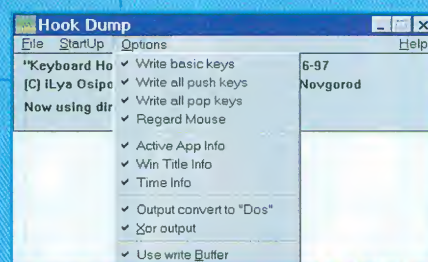 Hook Dump
File StartUp Options Help
"Keyboard Ho 6-97
(C) iLya Osipo Novgorod
Now using dir
Write basic keys
Write all push keys
Write all pop keys
Regard Mouse
Active App Info
Win Title Info
Time Info
Output convert to "Dos"
Xor output
Use write Buffer